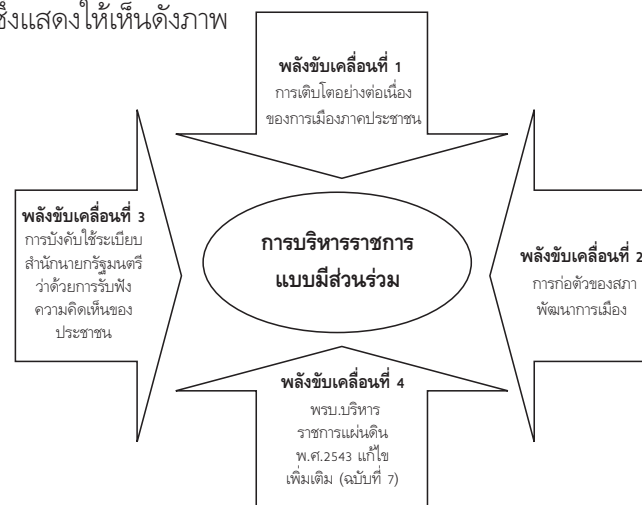 ซึ่งแสดงให้เห็นดังภาพ
พลังขับเคลื่อนที่ 1
การเติบโตอย่างต่อเนื่อง
ของการเมืองภาคประชาชน
พลังขับเคลื่อนที่ 3
การบังคับใช้ระเบียบ
สำนักนายกรัฐมนตรี
ว่าด้วยการรับฟัง
ความคิดเห็นของ
ประชาชน
การบริหารราชการ
แบบมีส่วนร่วม
พลังขับเคลื่อนที่ 2
การก่อตัวของสภา
พัฒนาการเมือง
พลังขับเคลื่อนที่ 4
พรบ.บริหาร
ราชการแผ่นดิน
พ.ศ.2543 แก้ไข
เพิ่มเติม (ฉบับที่ 7)